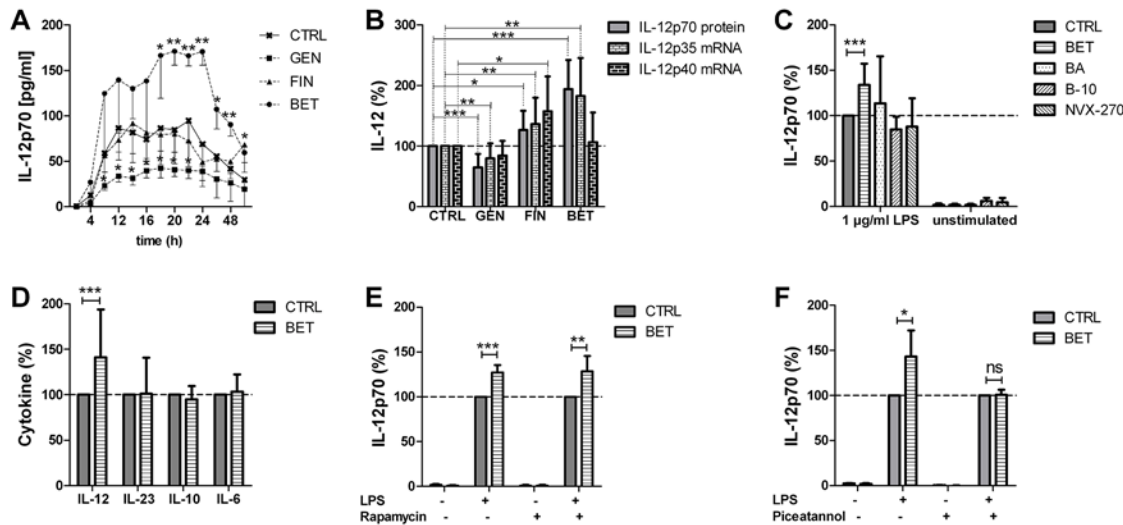 A
IL-12p70 [pg/ml]
200
150
100
50
0
4 12 16 20 24 48
time (h)
CTRL
GEN
FIN
BET
* ** ** **
* **
*
* * * * * * *
B
IL-12 (%)
300
200
100
0
CTRL GEN FIN BET
**
***
*
**
*
**
***
IL-12p70 protein
IL-12p35 mRNA
IL-12p40 mRNA
C
IL-12p70 (%)
200
150
100
50
0
***
1 µg/ml LPS unstimulated
CTRL
BET
BA
B-10
NVX-270
D
Cytokine (%)
200
150
100
50
0
***
IL-12 IL-23 IL-10 IL-6
CTRL
BET
E
IL-12p70 (%)
200
150
100
50
0
*** **
LPS - + - +
Rapamycin - - + +
CTRL
BET
F
IL-12p70 (%)
200
150
100
50
0
* ns
LPS - + - +
Piceatannol - - + +
CTRL
BET